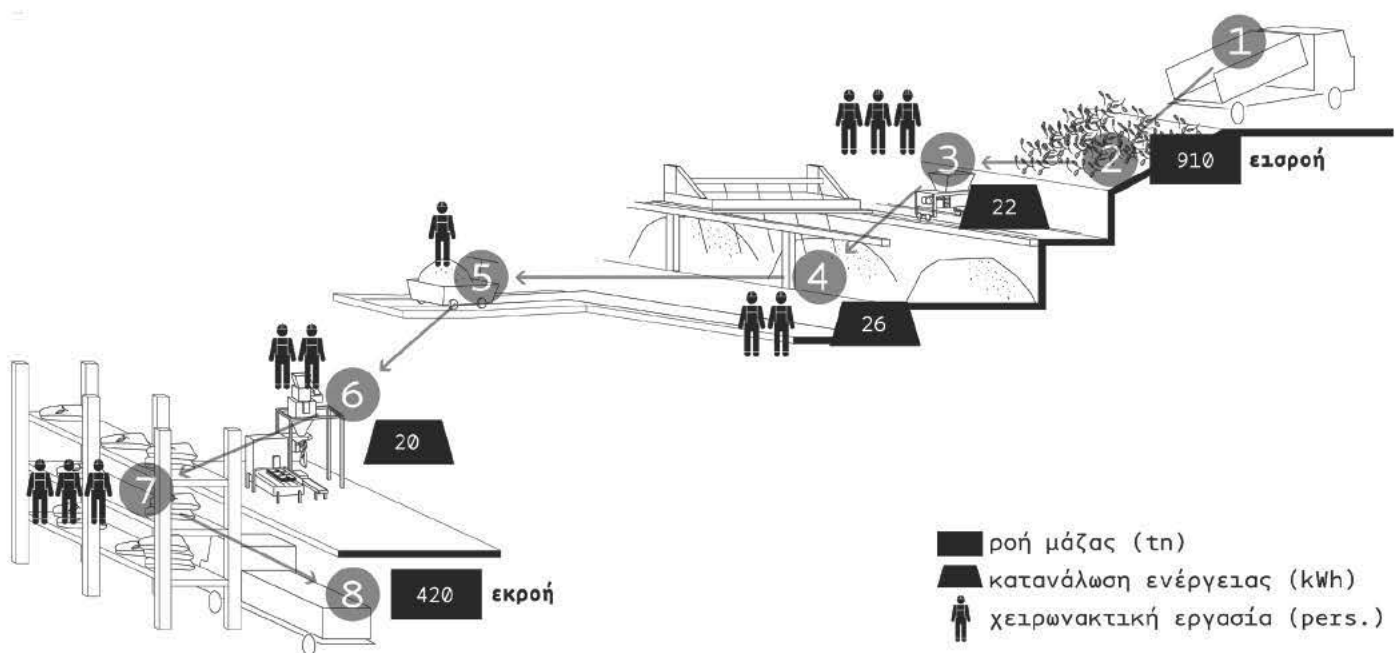 1
2
910 εισροή
3
22
4
5
26
6
20
7
8
420 εκροή
ροή μάζας (tn)
κατανάλωση ενέργειας (kWh)
χειρωνακτική εργασία (pers.)